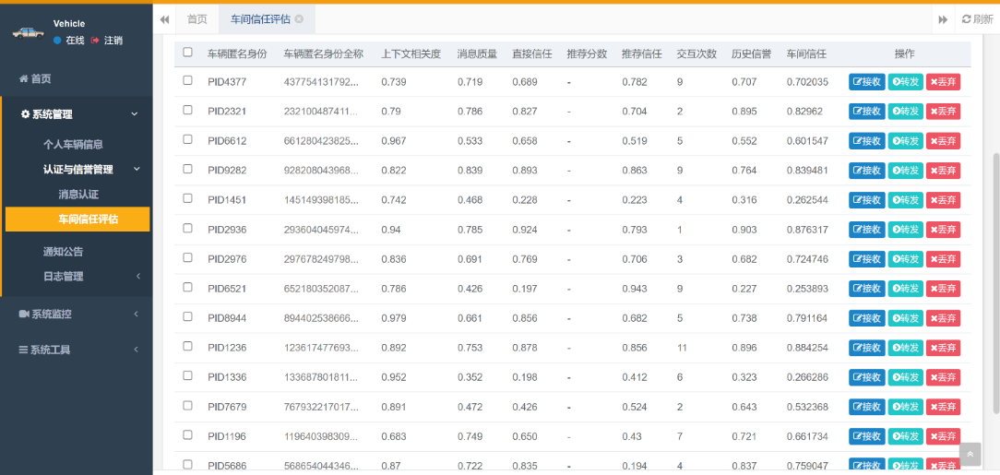 Vehicle
在线 注销
首页
系统管理
个人车辆信息
认证与信誉管理
消息认证
车间信任评估
通知公告
日志管理
系统监控
系统工具
首页 车间信任评估 刷新
车辆匿名身份 车辆匿名身份全称 上下文相关度 消息质量 直接信任 推荐分数 推荐信任 交互次数 历史信誉 车间信任 操作
PID4377 437754131792... 0.739 0.719 0.689 - 0.782 9 0.707 0.702035 接收 转发 丢弃
PID2321 232100487411... 0.79 0.786 0.827 - 0.704 2 0.895 0.82962 接收 转发 丢弃
PID6612 661280423825... 0.967 0.533 0.658 - 0.519 5 0.552 0.601547 接收 转发 丢弃
PID9282 928208043968... 0.822 0.839 0.893 - 0.863 9 0.764 0.839481 接收 转发 丢弃
PID1451 145149398185... 0.742 0.468 0.228 - 0.223 4 0.316 0.262544 接收 转发 丢弃
PID2936 293604045974... 0.94 0.785 0.924 - 0.793 1 0.903 0.876317 接收 转发 丢弃
PID2976 297678249798... 0.836 0.691 0.769 - 0.706 3 0.682 0.724746 接收 转发 丢弃
PID6521 652180352087... 0.786 0.426 0.197 - 0.943 9 0.227 0.253893 接收 转发 丢弃
PID8944 894402538666... 0.979 0.661 0.856 - 0.682 5 0.738 0.791164 接收 转发 丢弃
PID1236 123617477693... 0.892 0.753 0.878 - 0.856 11 0.896 0.884254 接收 转发 丢弃
PID1336 133687801811... 0.952 0.352 0.198 - 0.412 6 0.323 0.266286 接收 转发 丢弃
PID7679 767932217017... 0.891 0.472 0.426 - 0.524 2 0.643 0.532368 接收 转发 丢弃
PID1196 119640398309... 0.683 0.749 0.650 - 0.43 7 0.721 0.661734 接收 转发 丢弃
PID5686 568654044346... 0.87 0.722 0.835 - 0.194 4 0.837 0.759047 接收 转发 丢弃